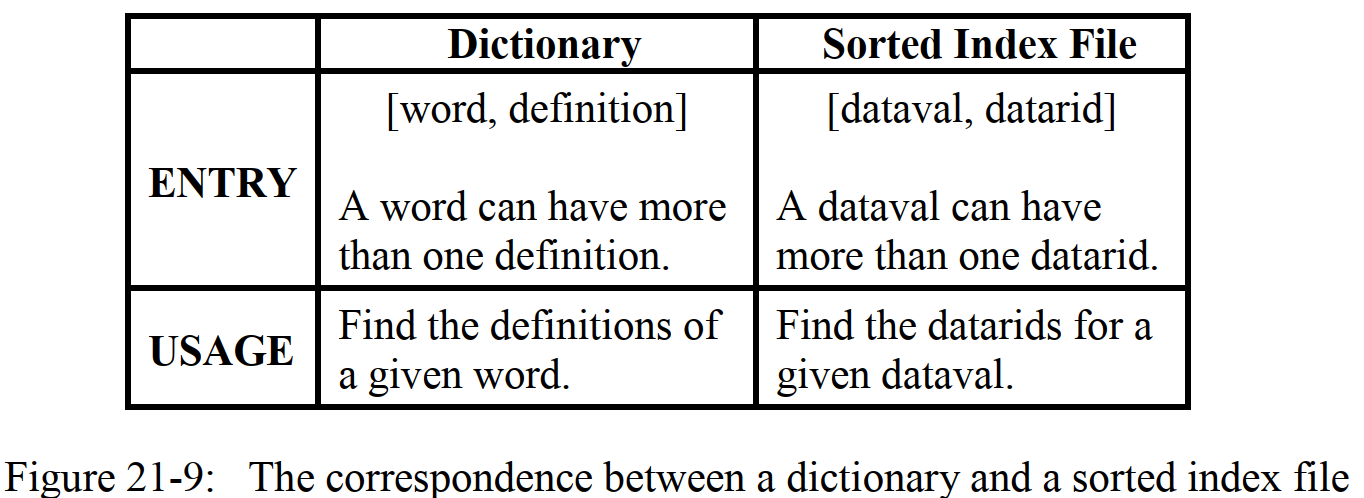 Dictionary
Sorted Index File
ENTRY
[word, definition]
A word can have more
than one definition.
[dataval, datarid]
A dataval can have
more than one datarid.
USAGE
Find the definitions of
a given word.
Find the datarids for a
given dataval.
Figure 21-9: The correspondence between a dictionary and a sorted index file